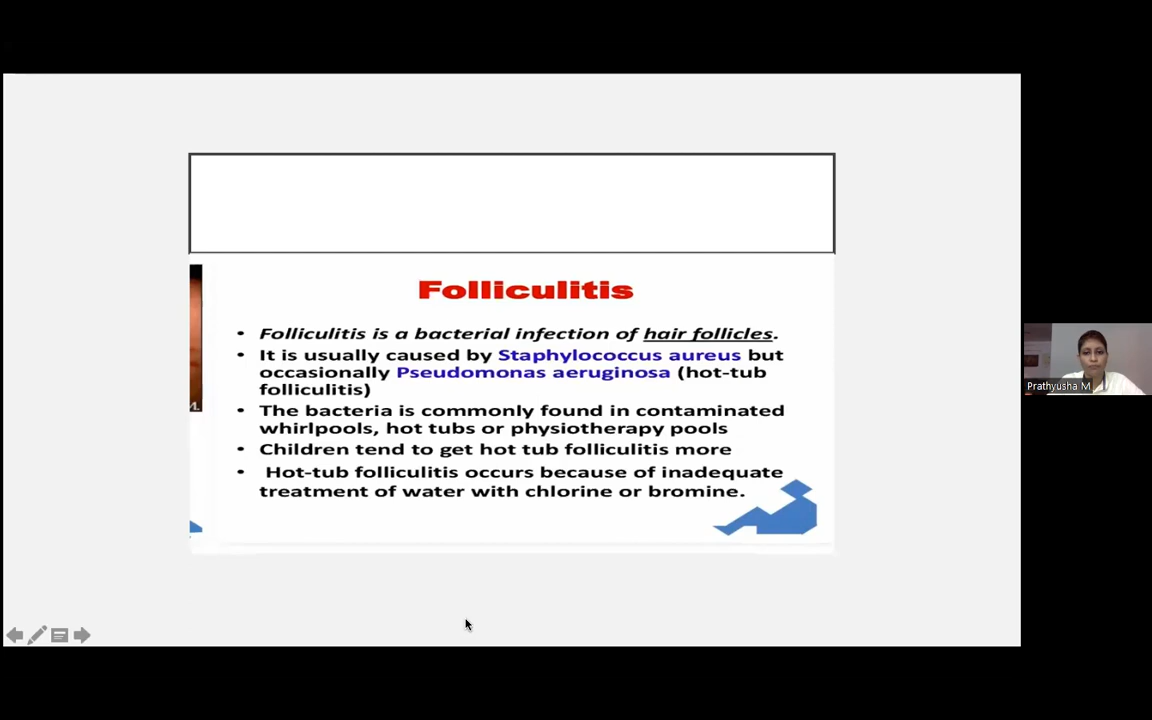 Folliculitis
• Folliculitis is a bacterial infection of hair follicles.
• It is usually caused by Staphylococcus aureus but
occasionally Pseudomonas aeruginosa (hot-tub
folliculitis)
• The bacteria is commonly found in contaminated
whirlpools, hot tubs or physiotherapy pools
• Children tend to get hot tub folliculitis more
• Hot-tub folliculitis occurs because of inadequate
treatment of water with chlorine or bromine.
Prathyusha M